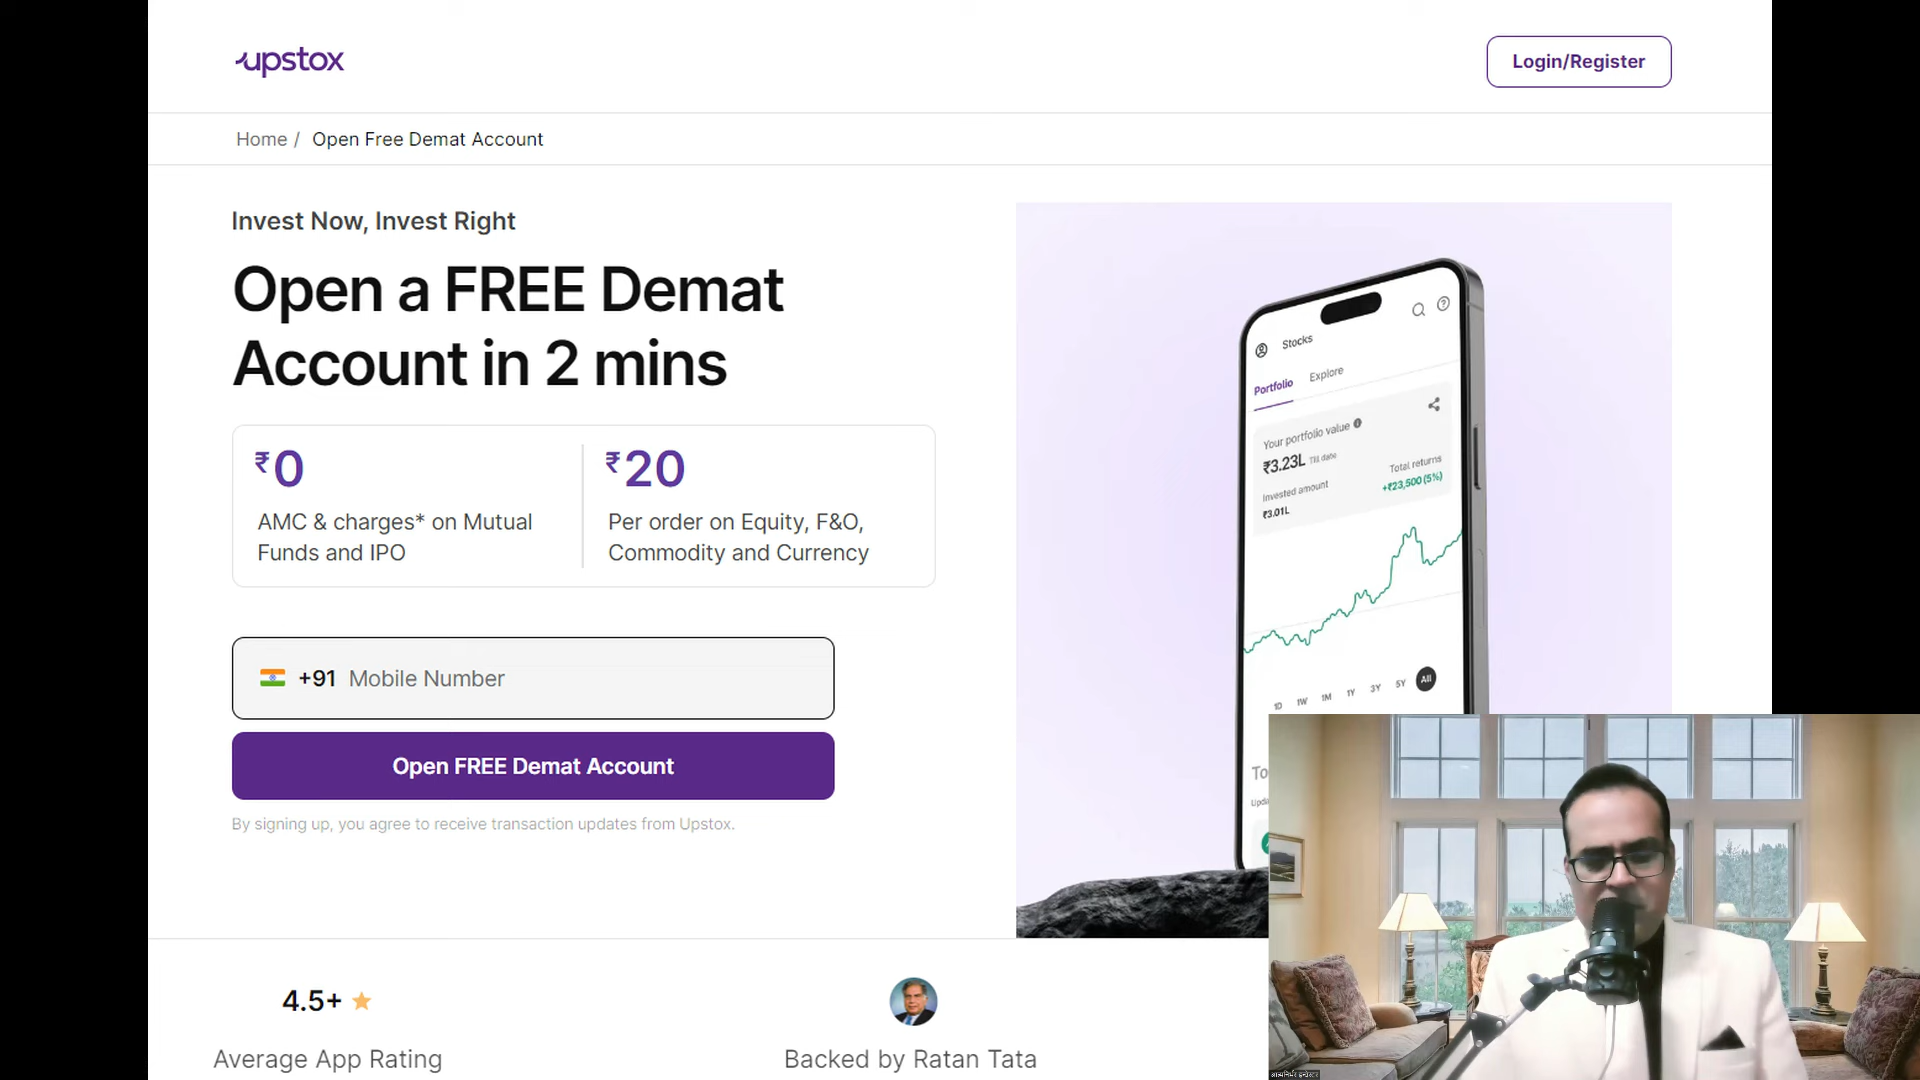 upstox
Login/Register
Home / Open Free Demat Account
Invest Now, Invest Right
Open a FREE Demat
Account in 2 mins
₹0
AMC & charges* on Mutual
Funds and IPO
₹20
Per order on Equity, F&O,
Commodity and Currency
+91 Mobile Number
Open FREE Demat Account
By signing up, you agree to receive transaction updates from Upstox.
Stocks
Portfolio Explore
Your portfolio value
₹3.23L Till date
Total returns
+₹23,500 (5%)
Invested amount
₹3.01L
1D 1W 1M 1Y 3Y 5Y All
4.5+
Average App Rating
Backed by Ratan Tata